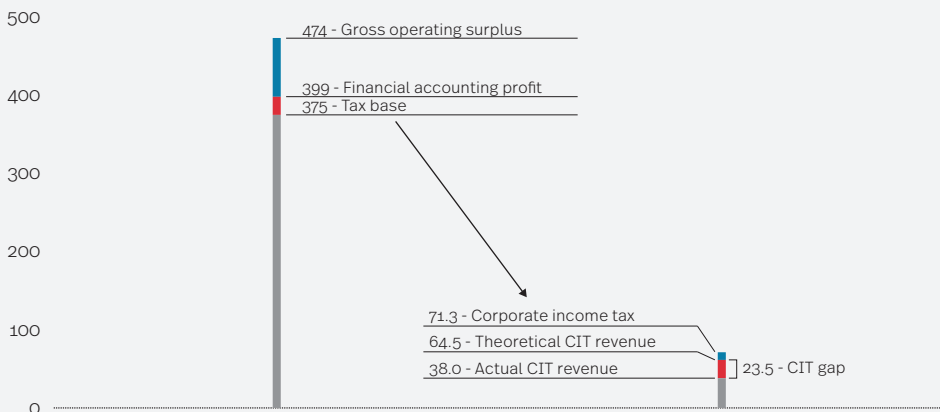 500
474 - Gross operating surplus
400
399 - Financial accounting profit
375 - Tax base
300
200
100
71.3 - Corporate income tax
64.5 - Theoretical CIT revenue
38.0 - Actual CIT revenue
23.5 - CIT gap
0